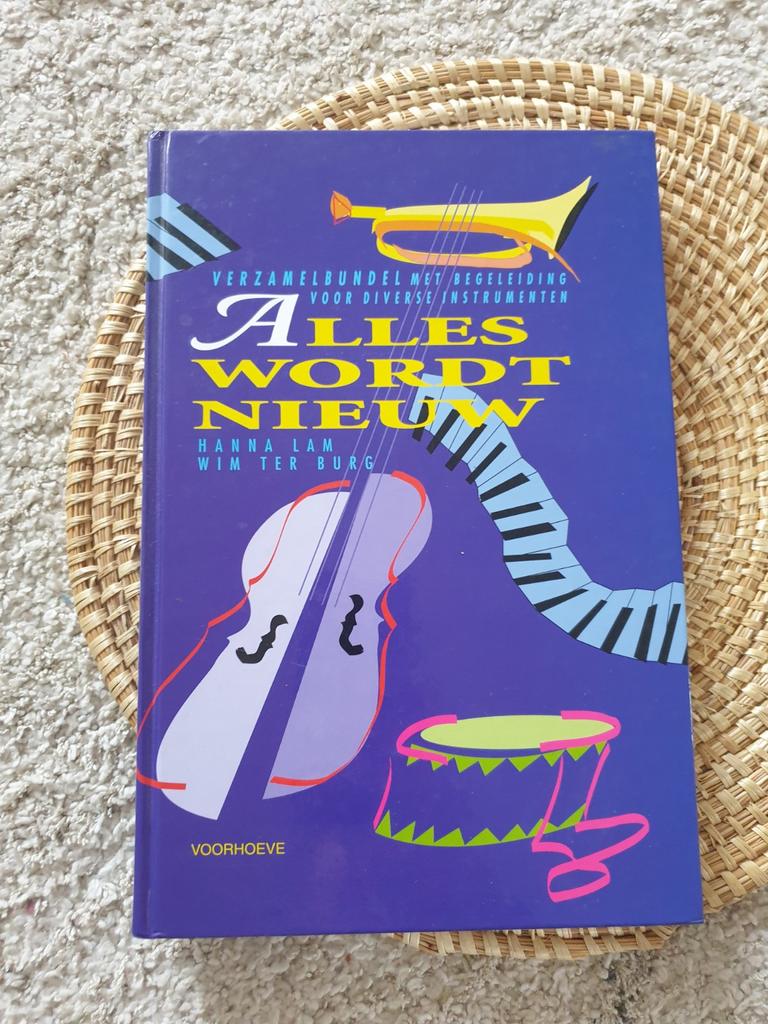 VERZAMELBUNDEL MET BEGELEIDING
VOOR DIVERSE INSTRUMENTEN
ALLES
WORDT
NIEUW
HANNA LAM
WIM TER BURG
VOORHOEVE